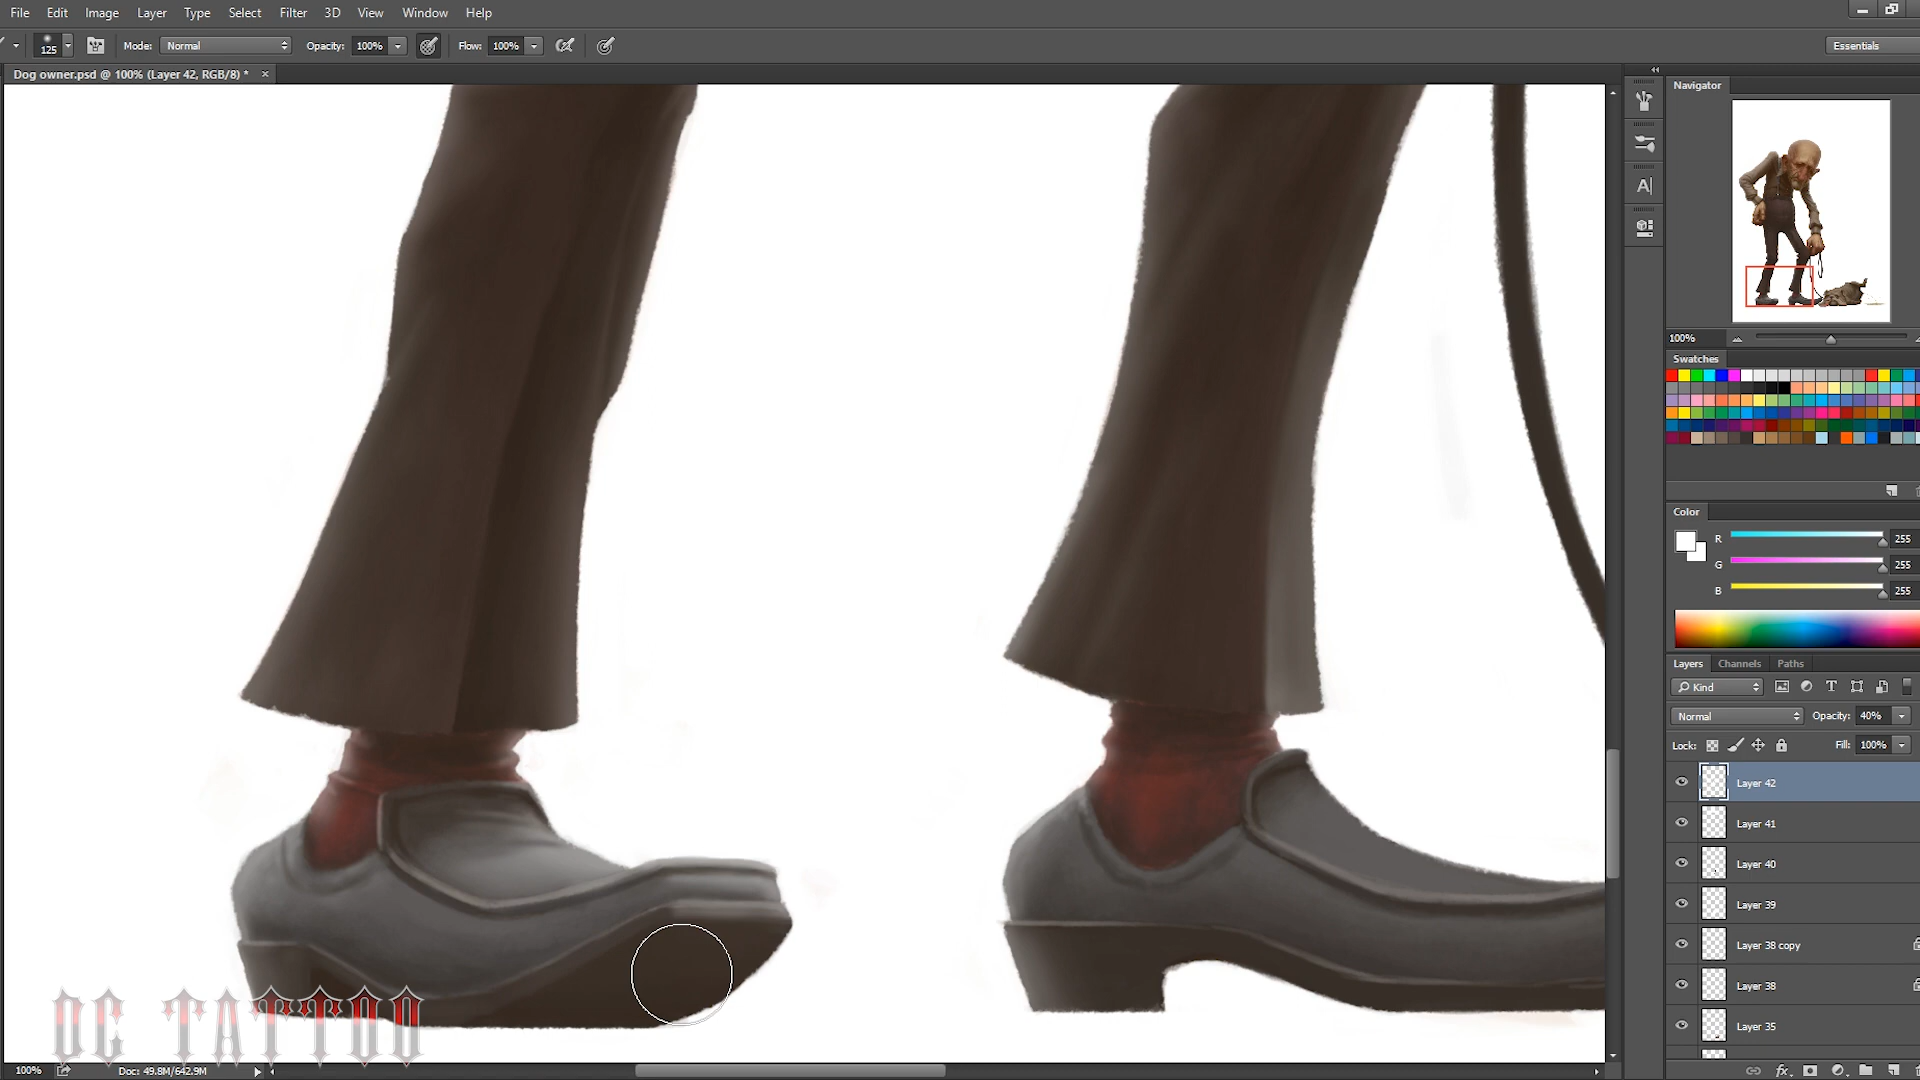 File Edit Image Layer Type Select Filter 3D View Window Help
125 Mode: Normal Opacity: 100% Flow: 100% Essentials
Dog owner.psd @ 100% (Layer 42, RGB/8) * ×
Navigator
100%
Swatches
Color
R 255
G 255
B 255
Layers Channels Paths
Kind
Normal Opacity: 40%
Lock: Fill: 100%
Layer 42
Layer 41
Layer 40
Layer 39
Layer 38 copy
Layer 38
Layer 35
OC TATTOO
100% Doc: 49.8M/642.9M